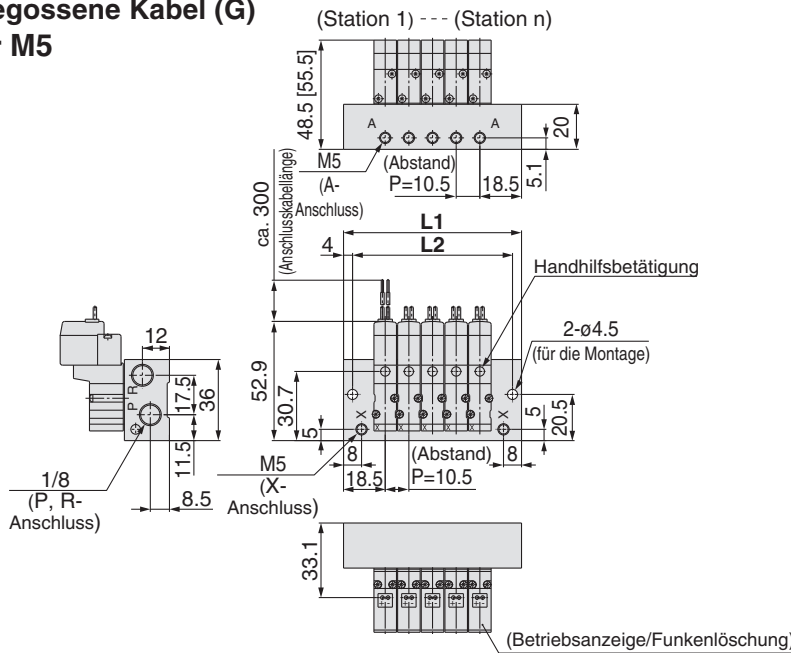 egossene Kabel (G)
M5
(Station 1) --- (Station n)
48.5 [55.5]
A
A
20
5.1
M5
(A-
Anschluss)
(Abstand)
P=10.5
18.5
ca. 300
(Anschlusskabellänge)
L1
L2
4
Handhilfsbetätigung
2-ø4.5
(für die Montage)
12
R
P
17.5
36
11.5
8.5
1/8
(P, R-
Anschluss)
52.9
30.7
5
X
X
5
20.5
8
8
18.5
(Abstand)
P=10.5
M5
(X-
Anschluss)
33.1
(Betriebsanzeige/Funkenlöschung)